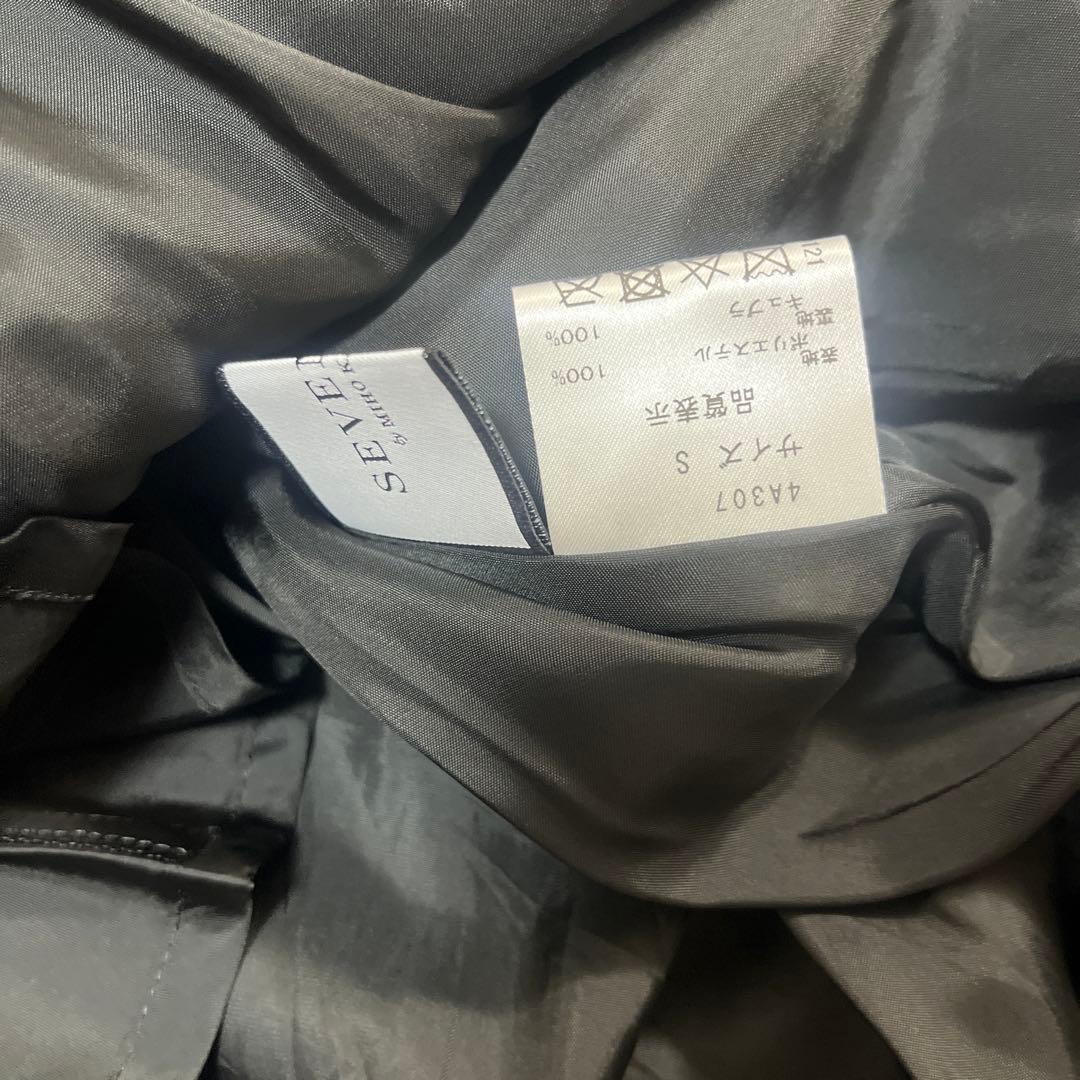 SEVE
by MIHO K
4A307
サイズ S
品質表示
表地 ポリエステル 100%
裏地 キュプラ 100%
121